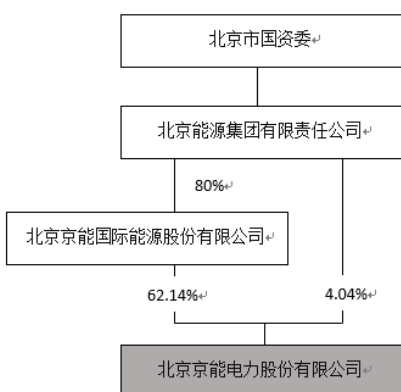 北京市国资委
北京能源集团有限责任公司
80%
北京京能国际能源股份有限公司
62.14%
4.04%
北京京能电力股份有限公司